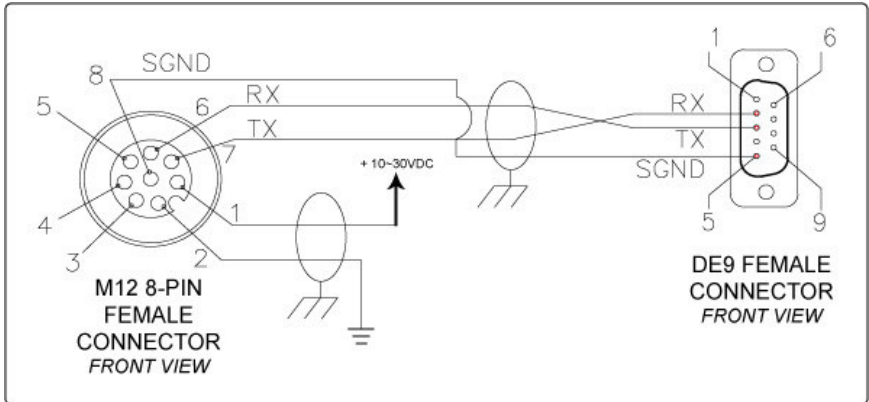 SGND
8
5
6
RX
TX
7
4
3
2
1
+ 10~30VDC
M12 8-PIN
FEMALE
CONNECTOR
FRONT VIEW
1
6
RX
TX
SGND
5
9
DE9 FEMALE
CONNECTOR
FRONT VIEW